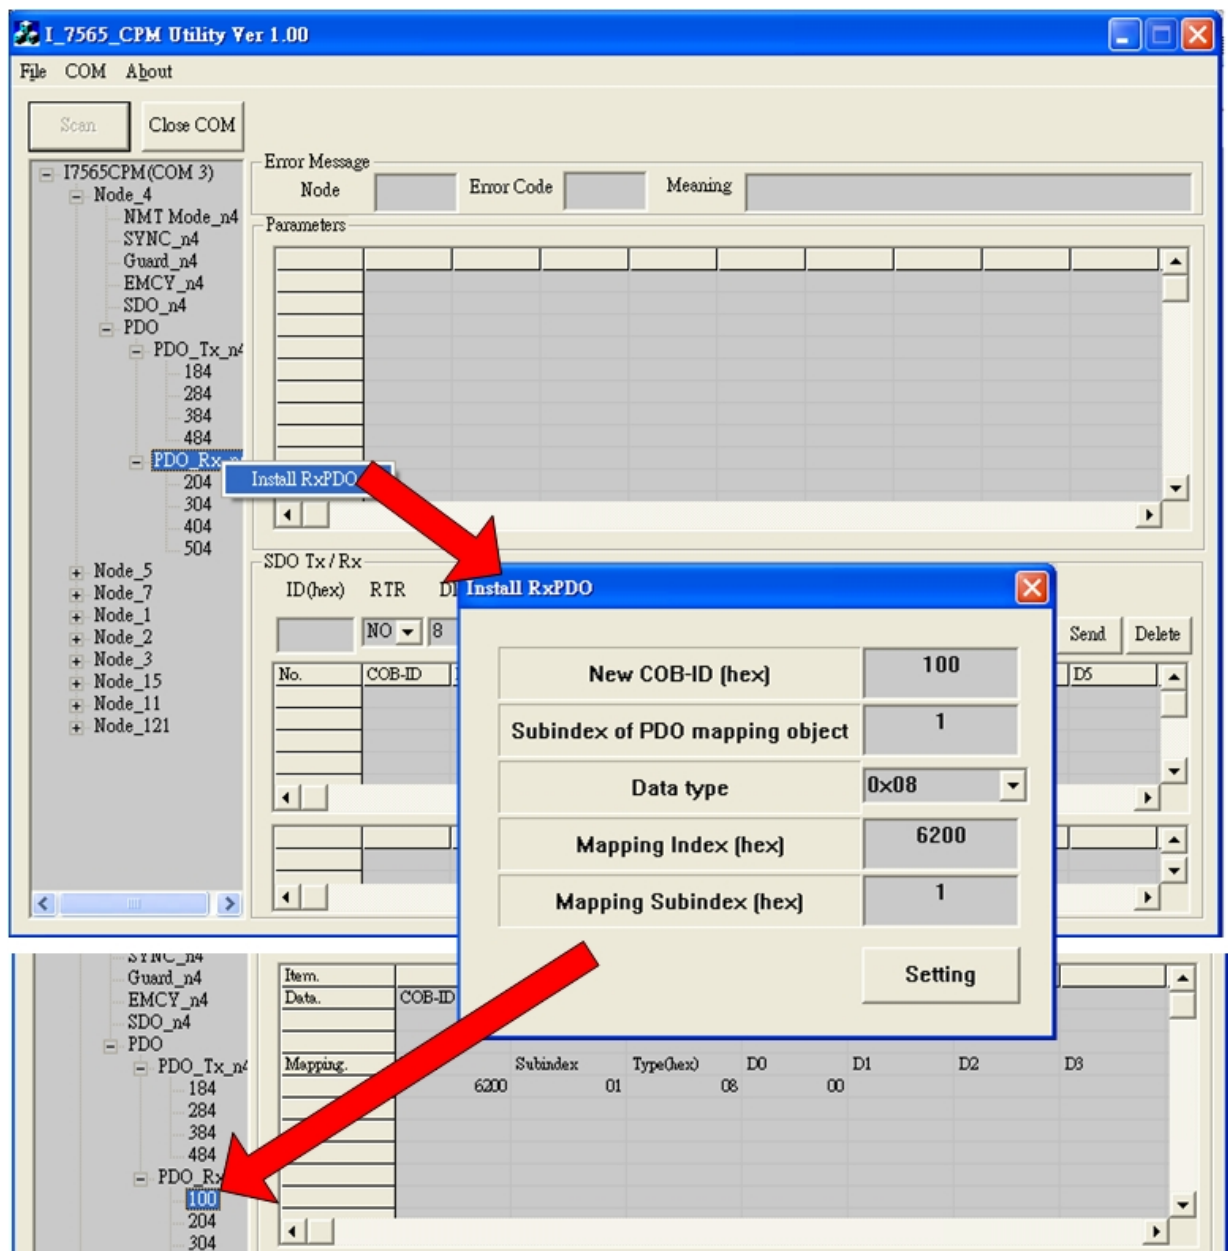 I_7565_CPM Utility Ver 1.00
File COM About
Scan Close COM
I7565CPM(COM 3)
Node_4
NMT Mode_n4
SYNC_n4
Guard_n4
EMCY_n4
SDO_n4
PDO
PDO_Tx_n4
184
284
384
484
PDO_Rx_n4
204
304
404
504
Node_5
Node_7
Node_1
Node_2
Node_3
Node_15
Node_11
Node_121
Error Message
Node Error Code Meaning
Parameters
Install RxPDO
SDO Tx / Rx
ID(hex) RTR
NO 8
Send Delete
No. COB-ID D5
Install RxPDO
New COB-ID (hex) 100
Subindex of PDO mapping object 1
Data type 0x08
Mapping Index (hex) 6200
Mapping Subindex (hex) 1
Setting
SYNC_n4
Guard_n4
EMCY_n4
SDO_n4
PDO
PDO_Tx_n4
184
284
384
484
PDO_Rx
100
204
304
Item.
Data. COB-ID
Mapping. Subindex Type(hex) D0 D1 D2 D3
6200 01 08 00